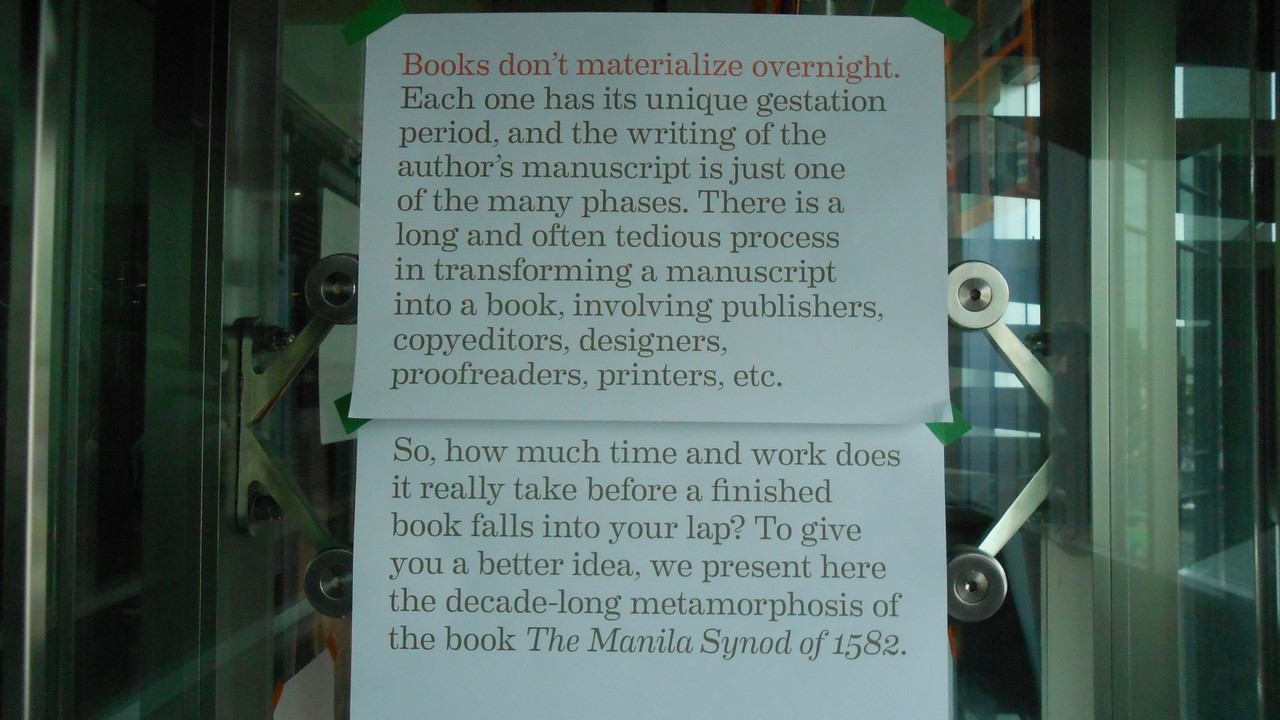 Books don't materialize overnight.
Each one has its unique gestation
period, and the writing of the
author's manuscript is just one
of the many phases. There is a
long and often tedious process
in transforming a manuscript
into a book, involving publishers,
copyeditors, designers,
proofreaders, printers, etc.
So, how much time and work does
it really take before a finished
book falls into your lap? To give
you a better idea, we present here
the decade-long metamorphosis of
the book The Manila Synod of 1582.